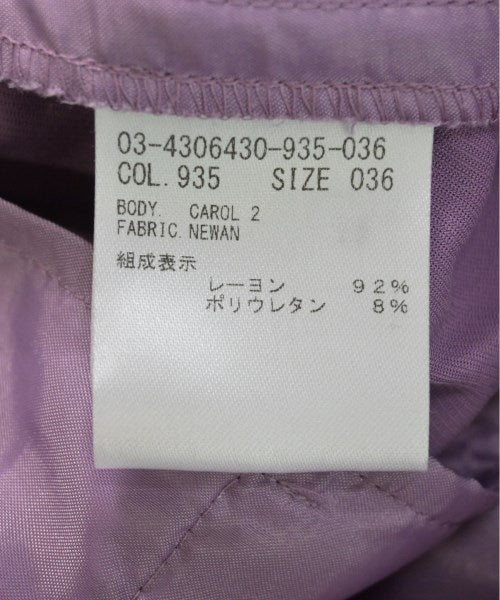 03-4306430-935-036
COL.935 SIZE 036
BODY. CAROL 2
FABRIC.NEWAN
組成表示
レーヨン 92%
ポリウレタン 8%